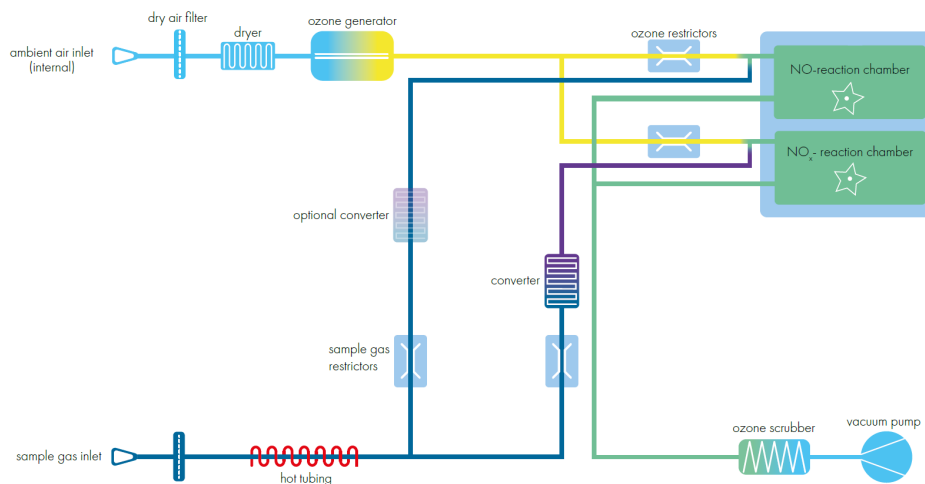 dry air filter
dryer
ozone generator
ozone restrictors
ambient air inlet
(internal)
NO-reaction chamber
NOₓ- reaction chamber
optional converter
converter
sample gas
restrictors
ozone scrubber
vacuum pump
sample gas inlet
hot tubing